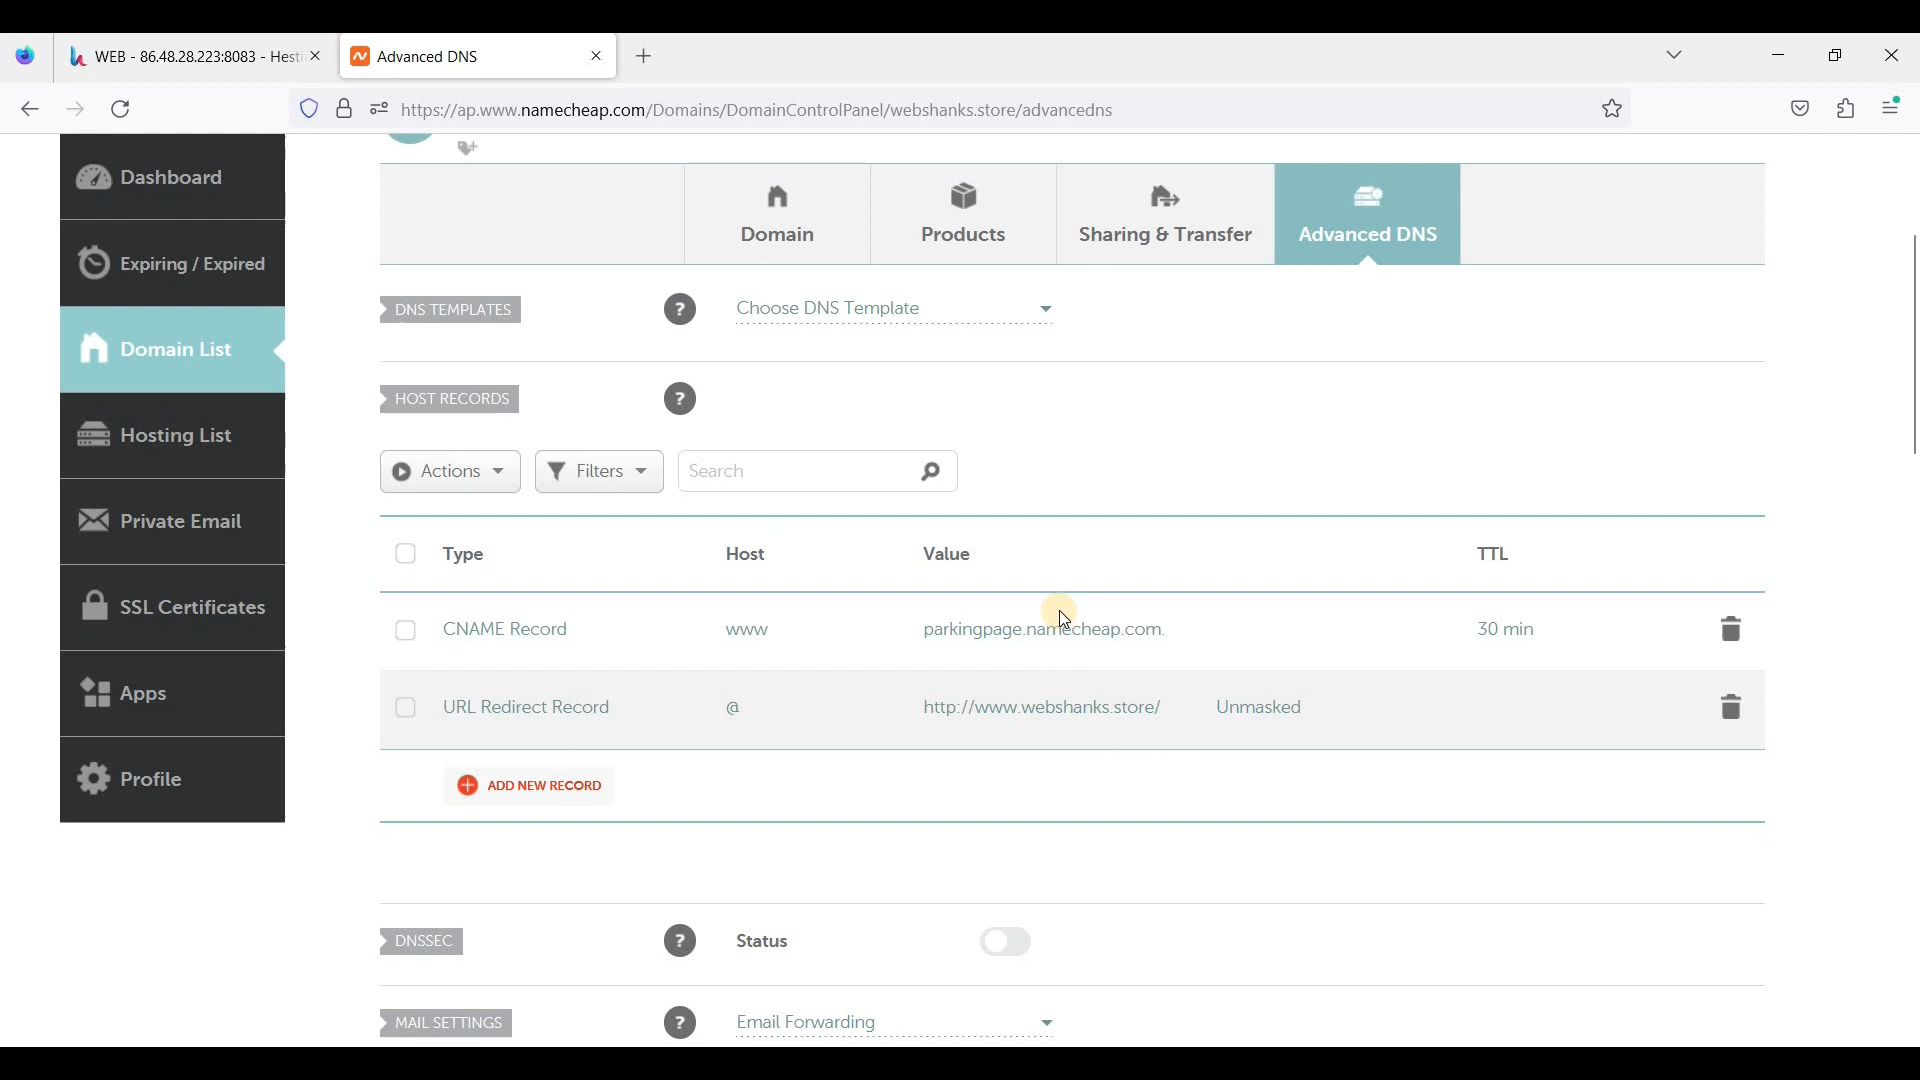 WEB - 86.48.28.223:8083 - Hesti
Advanced DNS
https://ap.www.namecheap.com/Domains/DomainControlPanel/webshanks.store/advanceddns
Dashboard
Expiring / Expired
Domain List
Hosting List
Private Email
SSL Certificates
Apps
Profile
Domain
Products
Sharing & Transfer
Advanced DNS
DNS TEMPLATES
?
Choose DNS Template
HOST RECORDS
?
Actions
Filters
Search
Type Host Value TTL
CNAME Record www parkingpage.namecheap.com. 30 min
URL Redirect Record @ http://www.webshanks.store/ Unmasked
ADD NEW RECORD
DNSSEC ? Status
MAIL SETTINGS ? Email Forwarding